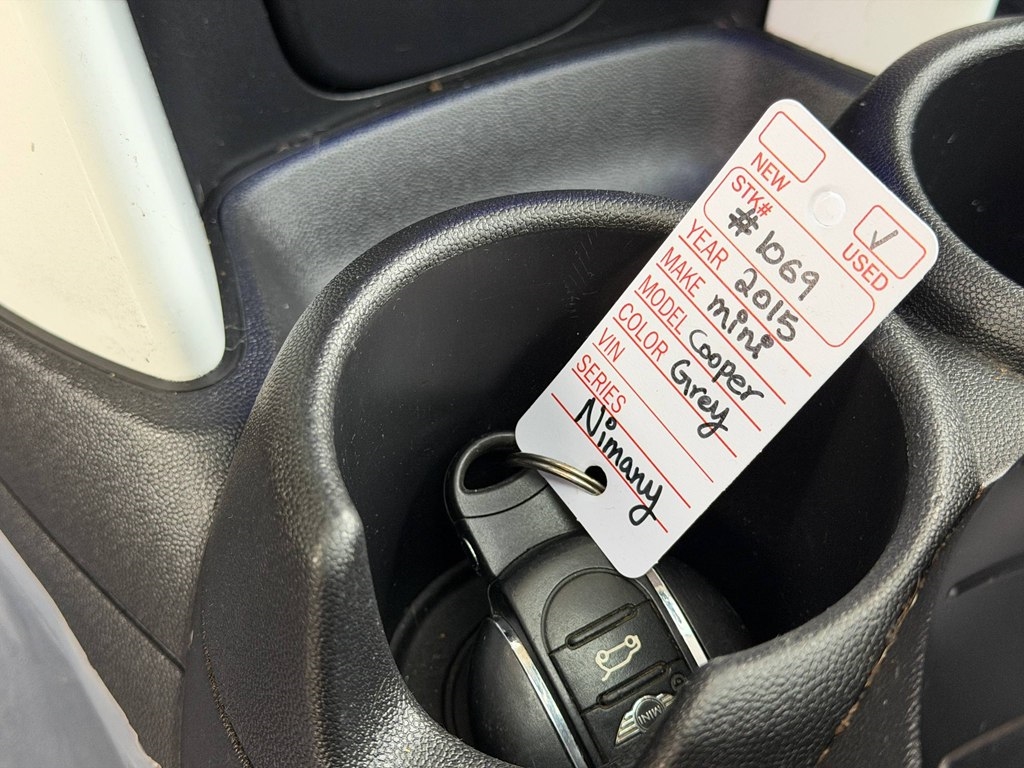 NEW
✓
USED
STK#
#1069
YEAR 2015
MAKE mini
MODEL Cooper
COLOR Grey
VIN
SERIES
Nimany
MINI